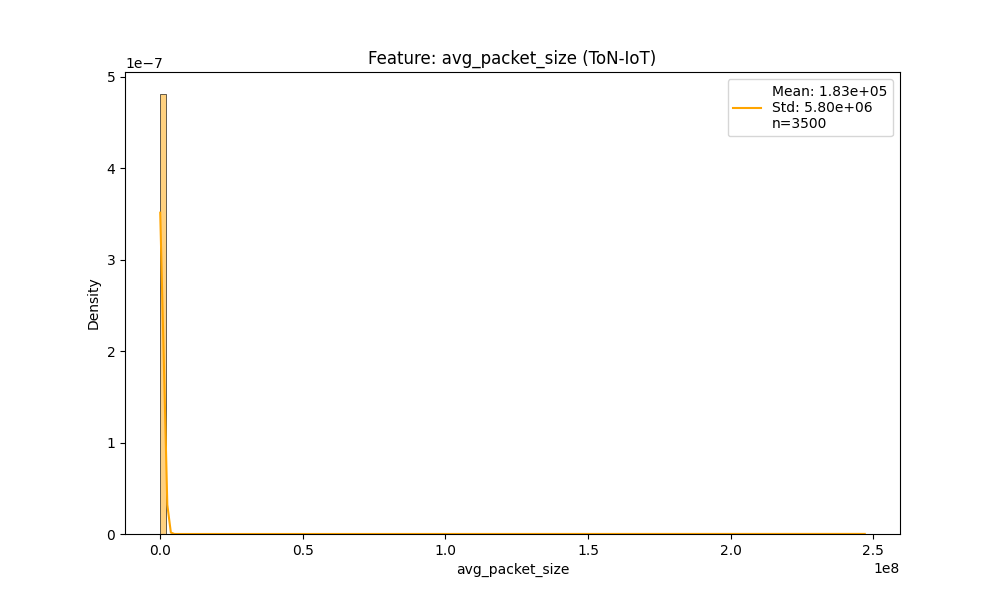 Feature: avg_packet_size (ToN-IoT)
1e−7
Mean: 1.83e+05
Std: 5.80e+06
n=3500
5
4
3
2
1
0
Density
0.0 0.5 1.0 1.5 2.0 2.5
1e8
avg_packet_size